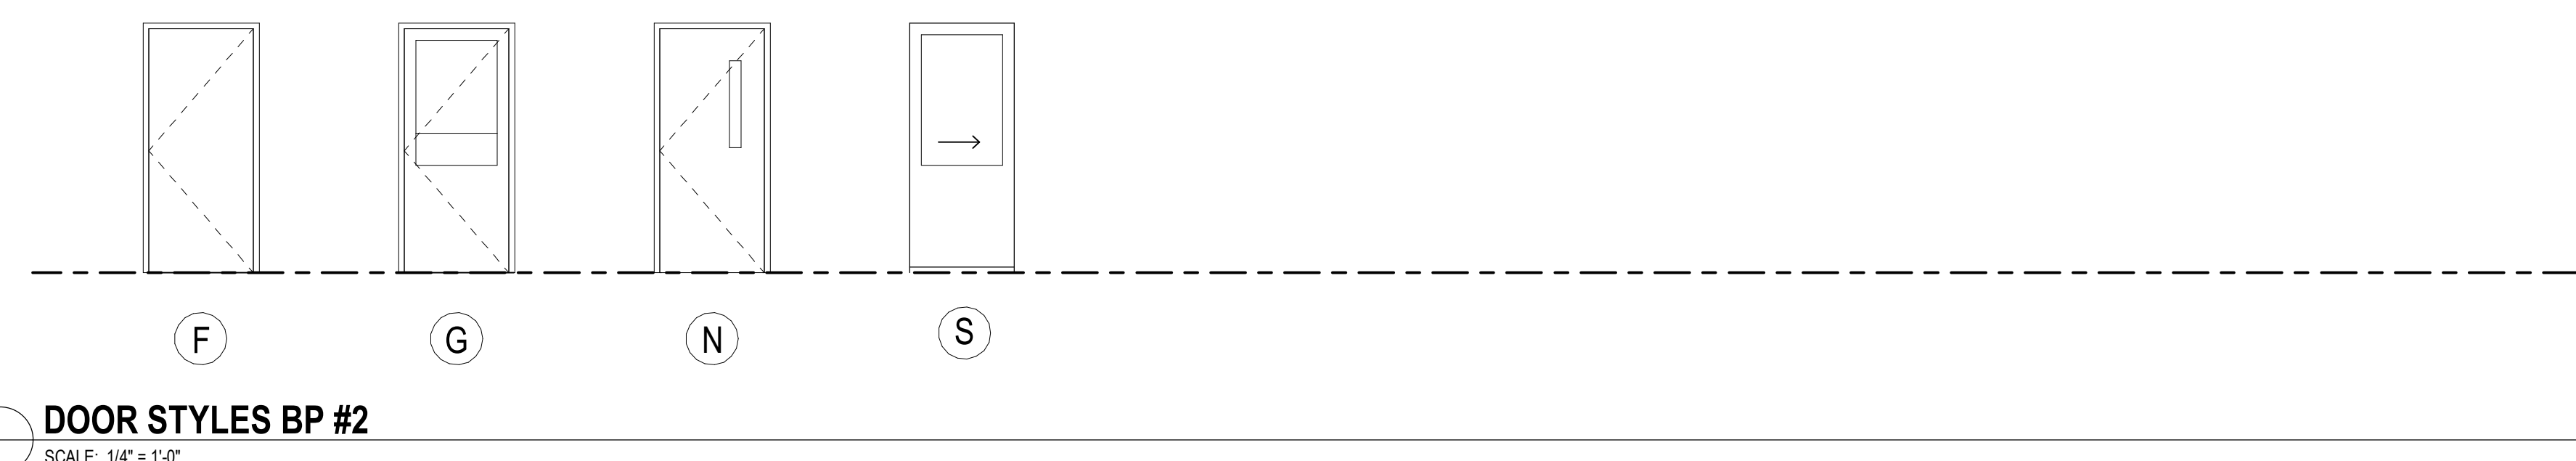 F
G
N
S
DOOR STYLES BP #2
SCALE: 1/4" = 1'-0"